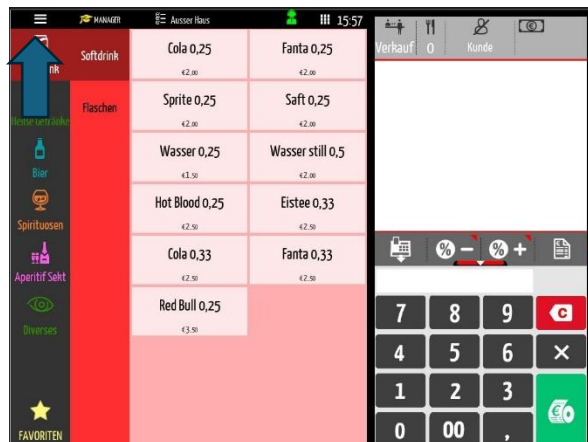 MANAGER
Ausser Haus
15:57
Softdrink
Flaschen
Heisse Getränke
Bier
Spirituosen
Aperitif Sekt
Diverses
FAVORITEN
Cola 0,25
€2.00
Fanta 0,25
€2.00
Sprite 0,25
€2.00
Saft 0,25
€2.00
Wasser 0,25
€1.50
Wasser still 0,5
€2.00
Hot Blood 0,25
€2.50
Eistee 0,33
€2.50
Cola 0,33
€2.50
Fanta 0,33
€2.50
Red Bull 0,25
€3.50
Verkauf
0
Kunde
% −
% +
7 8 9 C
4 5 6 ×
1 2 3
0 00 ,